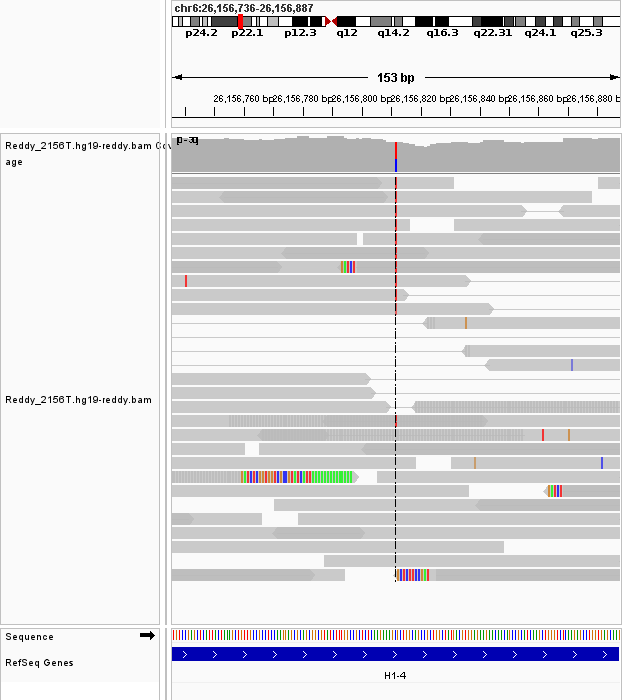 chr6:26,156,736-26,156,887
p24.2 p22.1 p12.3 q12 q14.2 q16.3 q22.31 q24.1 q25.3
153 bp
26,156,760 bp 26,156,780 bp 26,156,800 bp 26,156,820 bp 26,156,840 bp 26,156,860 bp 26,156,880 b
Reddy_2156T.hg19-reddy.bam Cov
age
Reddy_2156T.hg19-reddy.bam
Sequence
RefSeq Genes
H1-4